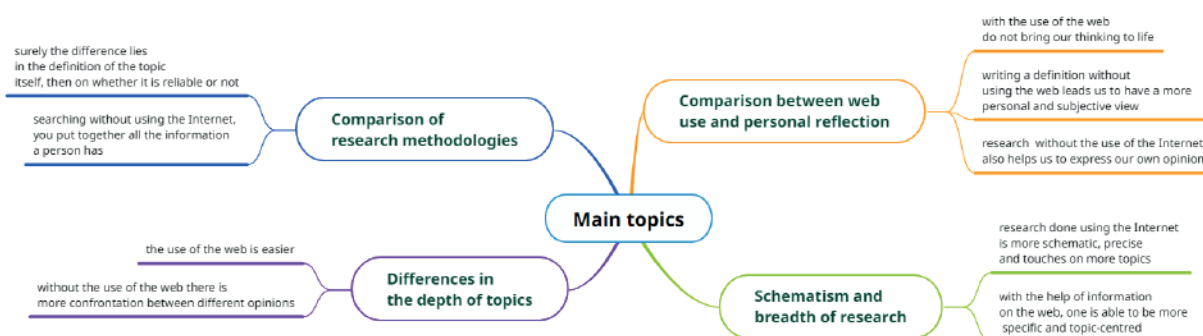 surely the difference lies
in the definition of the topic
itself, then on whether it is reliable or not
searching without using the Internet,
you put together all the information
a person has
Comparison of
research methodologies
the use of the web is easier
without the use of the web there is
more confrontation between different opinions
Differences in
the depth of topics
Main topics
Comparison between web
use and personal reflection
with the use of the web
do not bring our thinking to life
writing a definition without
using the web leads us to have a more
personal and subjective view
research without the use of the Internet
also helps us to express our own opinion
Schematism and
breadth of research
research done using the Internet
is more schematic, precise
and touches on more topics
with the help of information
on the web, one is able to be more
specific and topic-centred